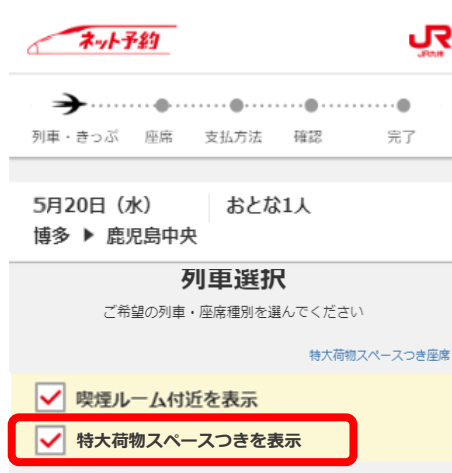 ネット予約
JR
JR九州
列車・きっぷ 座席 支払方法 確認 完了
5月20日（水） おとな1人
博多 ▶ 鹿児島中央
列車選択
ご希望の列車・座席種別を選んでください
特大荷物スペースつき座席
喫煙ルーム付近を表示
特大荷物スペースつきを表示